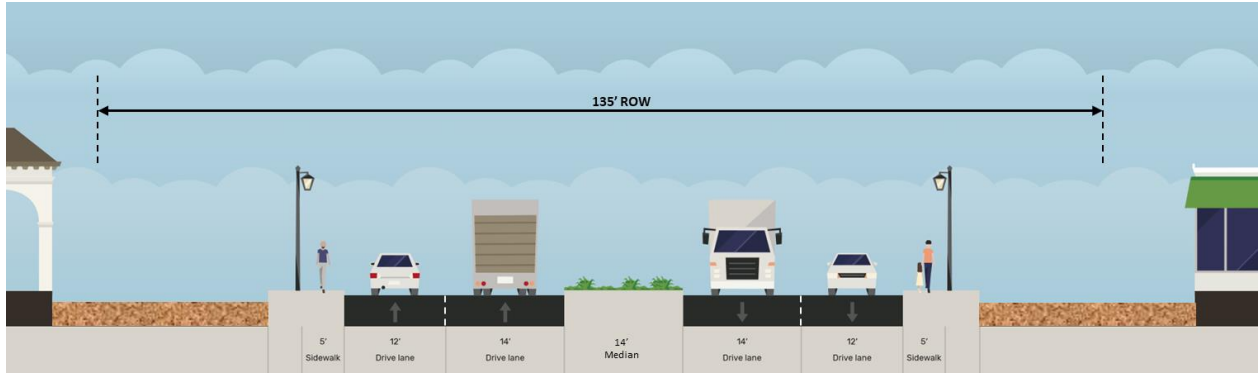 135' ROW
5'
Sidewalk
12'
Drive lane
14'
Drive lane
14'
Median
14'
Drive lane
12'
Drive lane
5'
Sidewalk